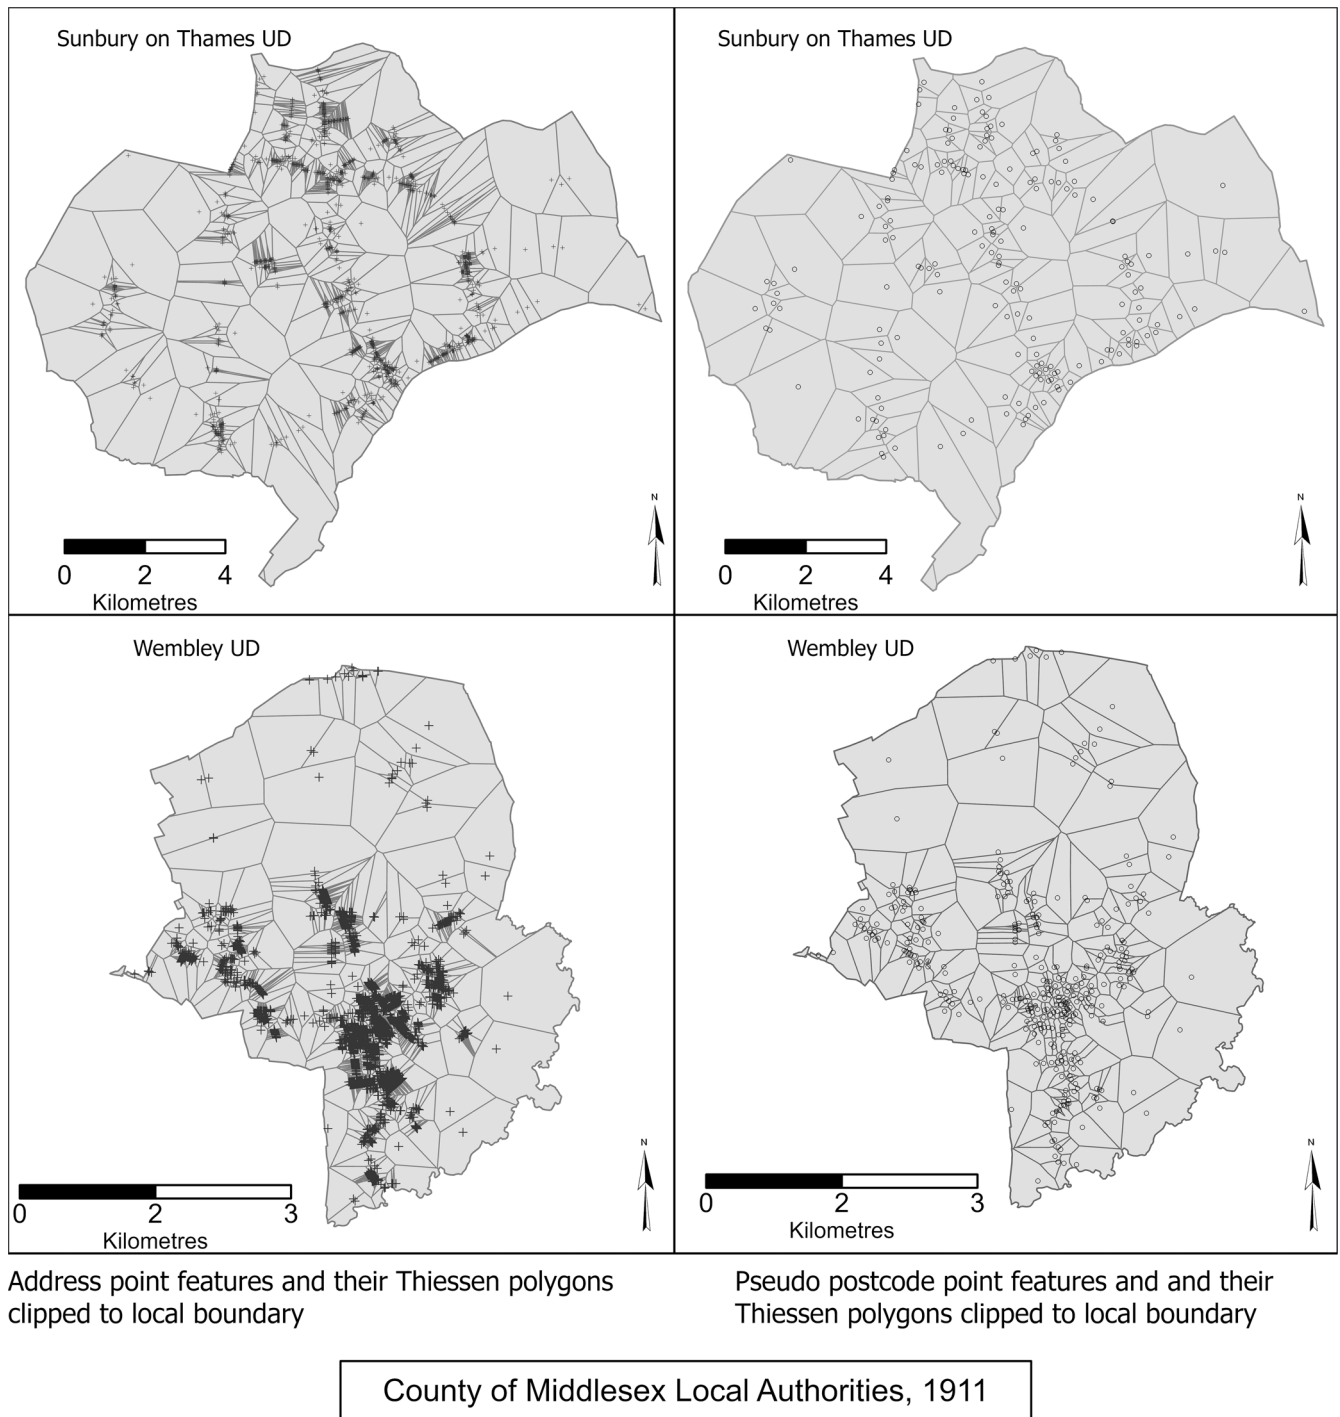 Sunbury on Thames UD
N
0 2 4
Kilometres
Sunbury on Thames UD
N
0 2 4
Kilometres
Wembley UD
N
0 2 3
Kilometres
Wembley UD
N
0 2 3
Kilometres
Address point features and their Thiessen polygons
clipped to local boundary
Pseudo postcode point features and and their
Thiessen polygons clipped to local boundary
County of Middlesex Local Authorities, 1911